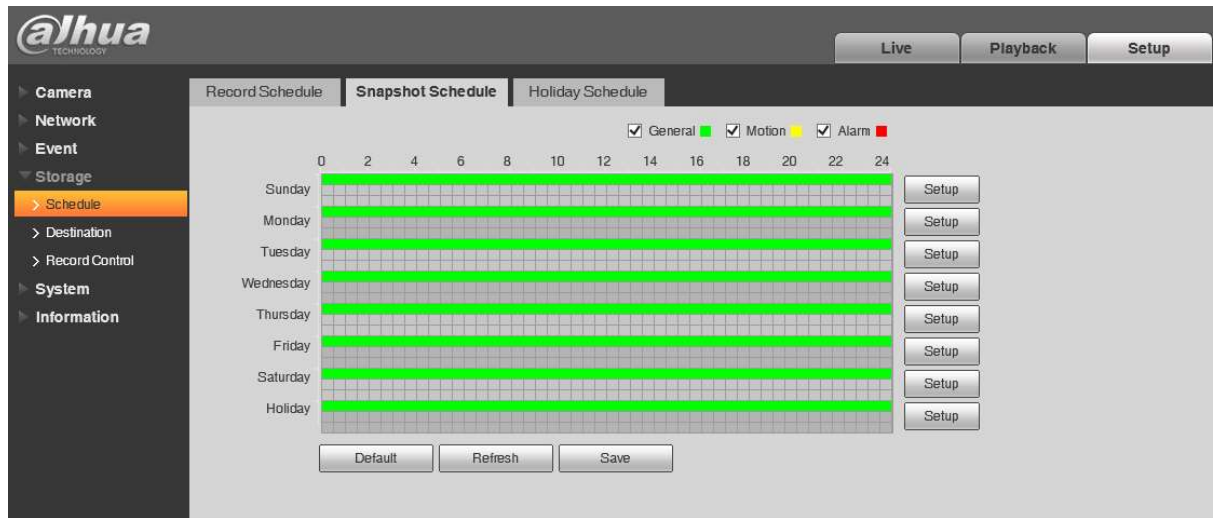 alhua
TECHNOLOGY
Live Playback Setup
Camera
Network
Event
Storage
> Schedule
> Destination
> Record Control
System
Information
Record Schedule Snapshot Schedule Holiday Schedule
General Motion Alarm
0 2 4 6 8 10 12 14 16 18 20 22 24
Sunday Setup
Monday Setup
Tuesday Setup
Wednesday Setup
Thursday Setup
Friday Setup
Saturday Setup
Holiday Setup
Default Refresh Save